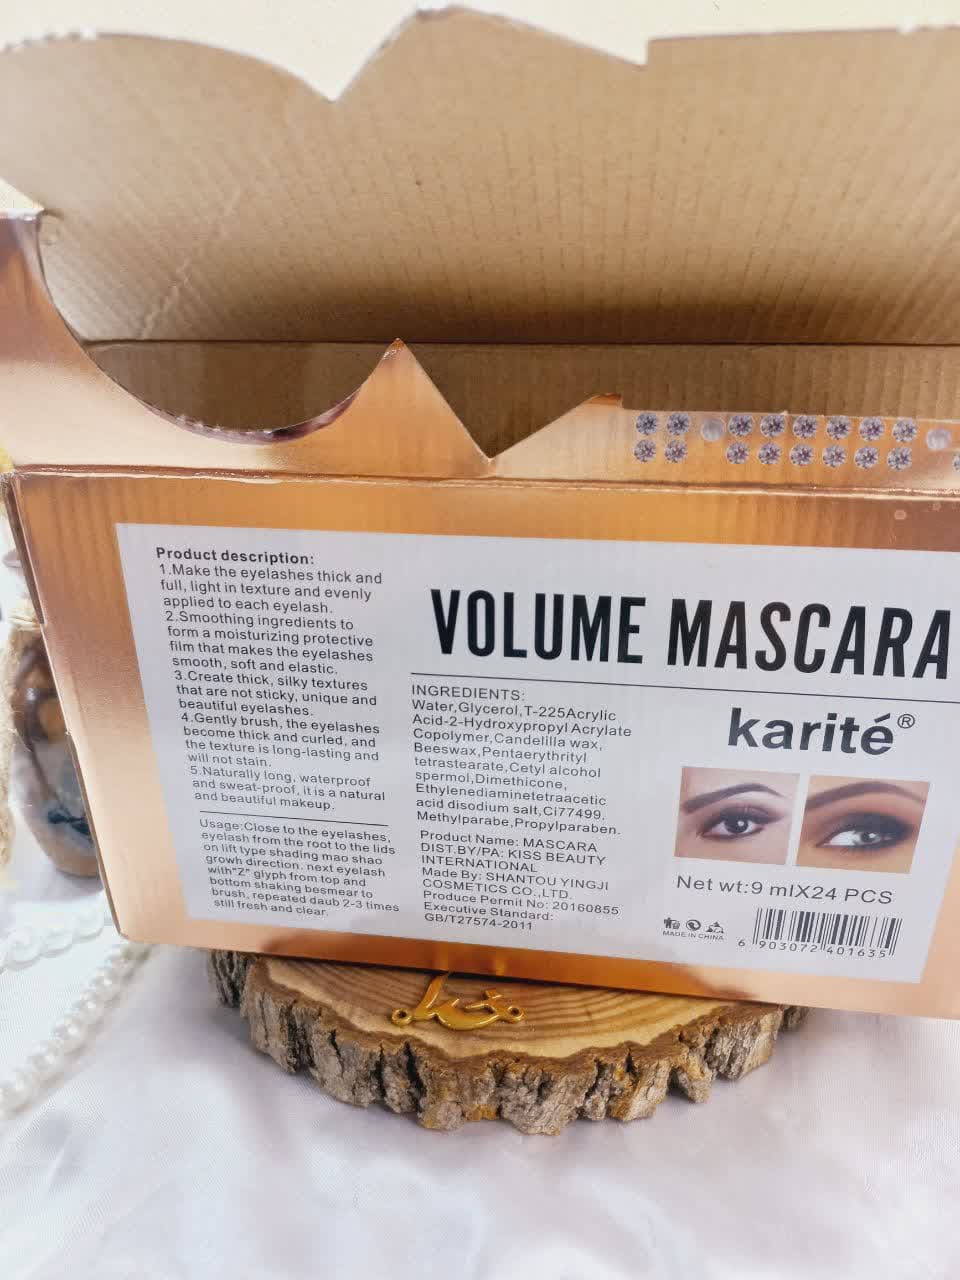 Product description:
1.Make the eyelashes thick and
full, light in texture and evenly
applied to each eyelash.
2.Smoothing ingredients to
form a moisturizing protective
film that makes the eyelashes
smooth, soft and elastic.
3.Create thick, silky textures
that are not sticky, unique and
beautiful eyelashes.
4.Gently brush, the eyelashes
become thick and curled, and
the texture is long-lasting and
will not stain.
5.Naturally long, waterproof
and sweat-proof, it is a natural
and beautiful makeup.
Usage:Close to the eyelashes,
eyelash from the root to the lids
on lift type shading mao shao
growh direction. next eyelash
with"Z" glyph from top and
bottom shaking besmear to
brush, repeated daub 2-3 times
still fresh and clear.
VOLUME MASCARA
INGREDIENTS:
Water,Glycerol,T-225Acrylic
Acid-2-Hydroxypropyl Acrylate
Copolymer,Candelilla wax,
Beeswax,Pentaerythrityl
tetrastearate,Cetyl alcohol
spermol,Dimethicone,
Ethylenediaminetetraacetic
acid disodium salt,Ci77499,
Methylparabe,Propylparaben.
Product Name: MASCARA
DIST.BY/PA: KISS BEAUTY
INTERNATIONAL
Made By: SHANTOU YINGJI
COSMETICS CO.,LTD.
Produce Permit No: 20160855
Executive Standard:
GB/T27574-2011
karité®
Net wt:9 mlX24 PCS
MADE IN CHINA
6 903072 401635